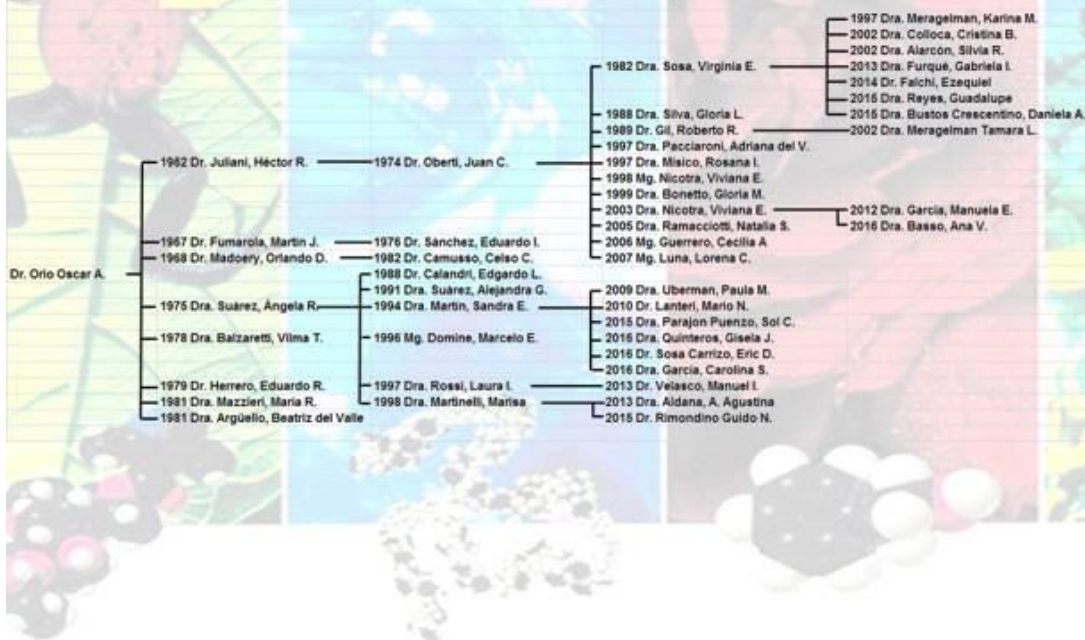 1997 Dra. Meragelman, Karina M.
2002 Dra. Colloca, Cristina B.
2002 Dra. Alarcón, Silvia R.
1982 Dra. Sosa, Virginia E.
2013 Dra. Furqué, Gabriela I.
2014 Dr. Falchi, Ezequiel
2015 Dra. Reyes, Guadalupe
1988 Dra. Silva, Gloria L.
2015 Dra. Bustos Crescentino, Daniela A.
1989 Dr. Gil, Roberto R.
2002 Dra. Meragelman Tamara L.
1997 Dra. Pacciaroni, Adriana del V.
1962 Dr. Juliani, Héctor R.
1974 Dr. Oberti, Juan C.
1997 Dra. Misico, Rosana I.
1998 Mg. Nicotra, Viviana E.
1999 Dra. Bonetto, Gloria M.
2003 Dra. Nicotra, Viviana E.
2012 Dra. García, Manuela E.
2005 Dra. Ramacciotti, Natalia S.
2016 Dra. Basso, Ana V.
1967 Dr. Fumarola, Martín J.
1976 Dr. Sánchez, Eduardo I.
2006 Mg. Guerrero, Cecilia A
1968 Dr. Madoery, Orlando D.
1982 Dr. Camusso, Celso C.
2007 Mg. Luna, Lorena C.
Dr. Orio Oscar A.
1988 Dr. Calandri, Edgardo L.
1991 Dra. Suárez, Alejandra G.
2009 Dra. Uberman, Paula M.
1975 Dra. Suárez, Ángela R.
1994 Dra. Martín, Sandra E.
2010 Dr. Lanteri, Mario N.
2015 Dra. Parajon Puenzo, Sol C.
1978 Dra. Balzaretti, Vilma T.
1996 Mg. Domine, Marcelo E.
2016 Dra. Quinteros, Gisela J.
2016 Dr. Sosa Carrizo, Eric D.
2016 Dra. García, Carolina S.
1979 Dr. Herrero, Eduardo R.
1997 Dra. Rossi, Laura I.
2013 Dr. Velasco, Manuel I.
1981 Dra. Mazzieri, María R.
1998 Dra. Martinelli, Marisa
2013 Dra. Aldana, A. Agustina
1981 Dra. Argüello, Beatriz del Valle
2015 Dr. Rimondino Guido N.